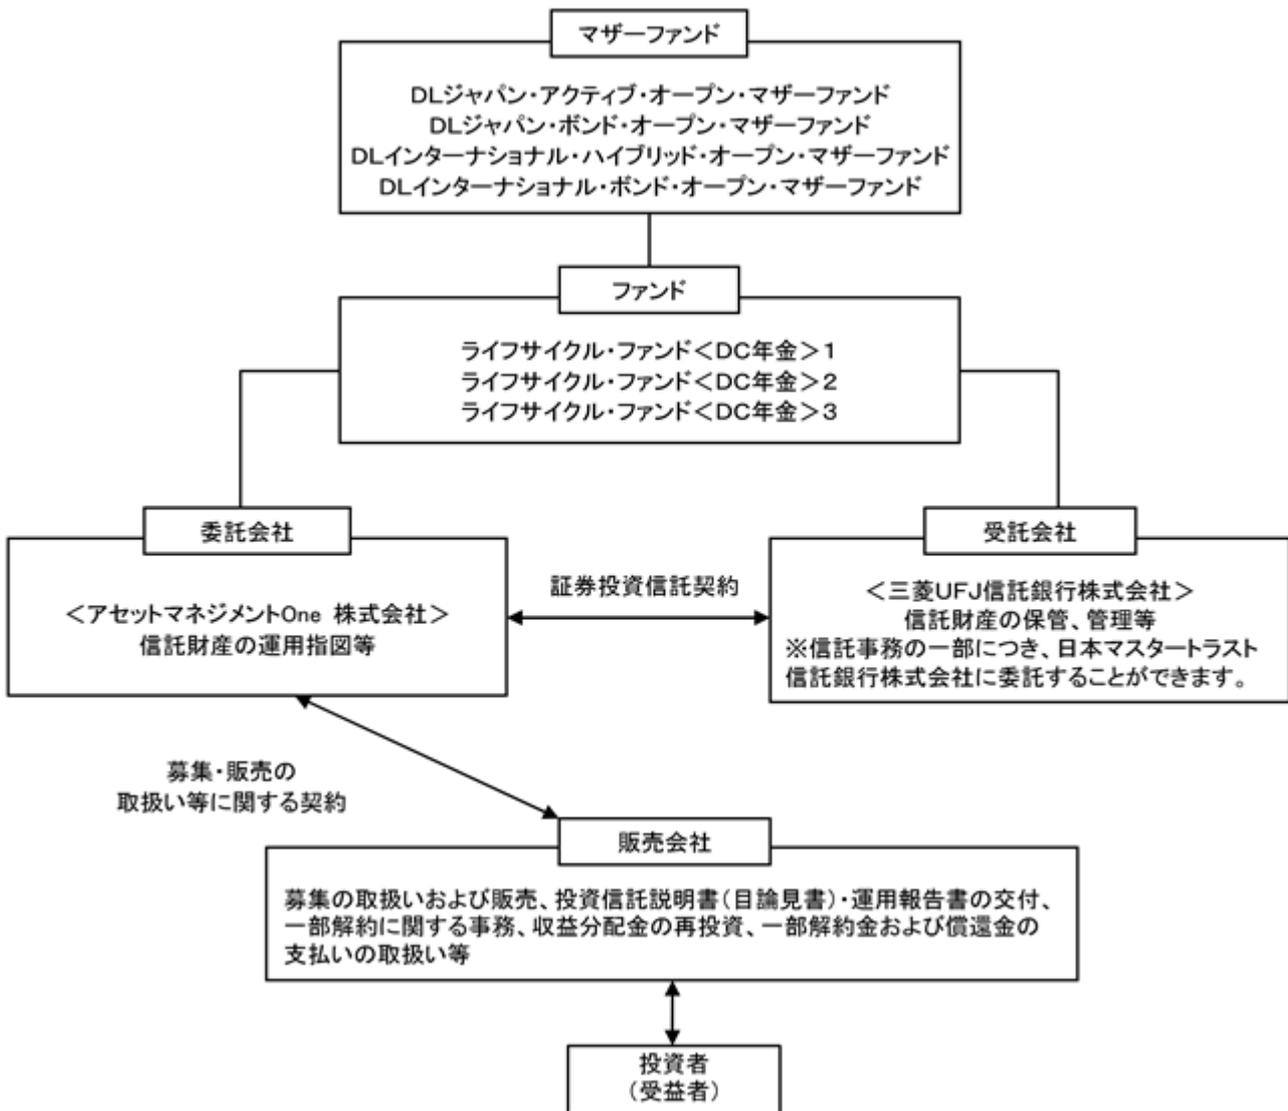 マザーファンド
DLジャパン・アクティブ・オープン・マザーファンド
DLジャパン・ボンド・オープン・マザーファンド
DLインターナショナル・ハイブリッド・オープン・マザーファンド
DLインターナショナル・ボンド・オープン・マザーファンド
ファンド
ライフサイクル・ファンド＜DC年金＞１
ライフサイクル・ファンド＜DC年金＞２
ライフサイクル・ファンド＜DC年金＞３
委託会社
＜アセットマネジメントOne 株式会社＞
信託財産の運用指図等
証券投資信託契約
受託会社
＜三菱UFJ信託銀行株式会社＞
信託財産の保管、管理等
※信託事務の一部につき、日本マスタートラスト
信託銀行株式会社に委託することができます。
募集・販売の
取扱い等に関する契約
販売会社
募集の取扱いおよび販売、投資信託説明書（目論見書）・運用報告書の交付、
一部解約に関する事務、収益分配金の再投資、一部解約金および償還金の
支払いの取扱い等
投資者
（受益者）